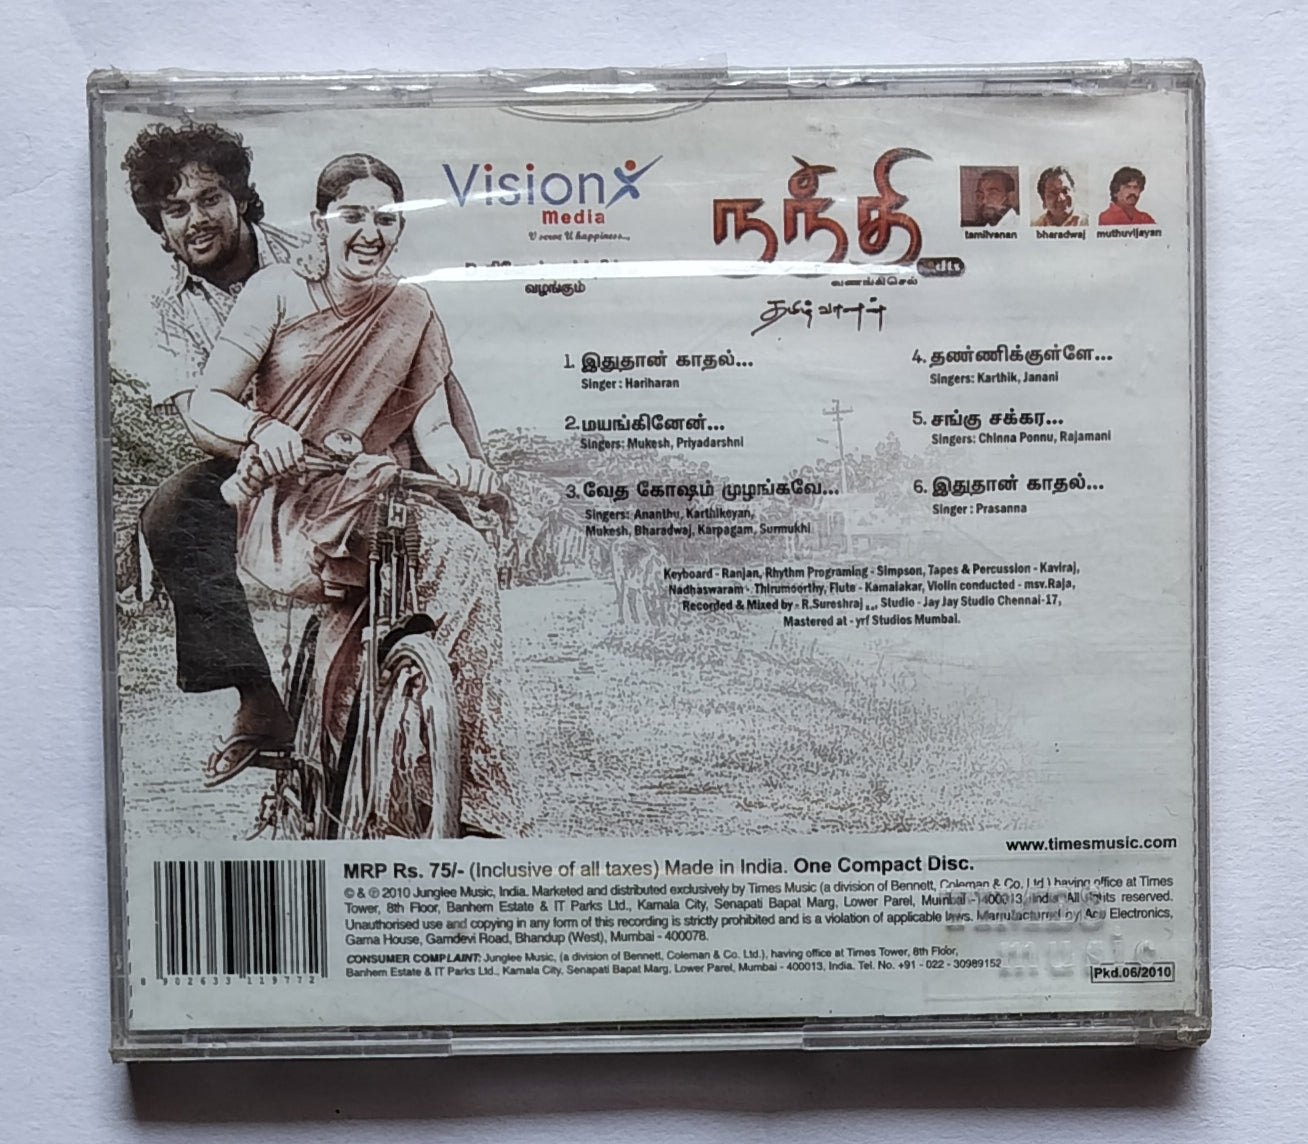 VisionX
Media
U serve U happiness...
வழங்கும்
நந்தி
dts
வணங்கிசெல்
தமிழ் வாணன்
tamilvanan bharadwaj muthuvijayan
1. இதுதான் காதல்...
Singer : Hariharan
2. மயங்கினேன்...
Singers: Mukesh, Priyadarshni
3. வேத கோஷம் முழங்கவே...
Singers: Ananthu, Karthikeyan,
Mukesh, Bharadwaj, Karpagam, Surmukhi
4. தண்ணிக்குள்ளே...
Singers: Karthik, Janani
5. சங்கு சக்கர...
Singers: Chinna Ponnu, Rajamani
6. இதுதான் காதல்...
Singer : Prasanna
Keyboard - Ranjan, Rhythm Programing - Simpson, Tapes & Percussion - Kaviraj,
Nadhaswaram - Thirumoorthy, Flute - Kamalakar, Violin conducted - msv.Raja,
Recorded & Mixed by - R.Sureshraj Studio - Jay Jay Studio Chennai-17,
Mastered at - yrf Studios Mumbai.
www.timesmusic.com
MRP Rs. 75/- (Inclusive of all taxes) Made in India. One Compact Disc.
© & ℗ 2010 Junglee Music, India. Marketed and distributed exclusively by Times Music (a division of Bennett, Coleman & Co. Ltd.) having office at Times
Tower, 8th Floor, Banhem Estate & IT Parks Ltd., Kamala City, Senapati Bapat Marg, Lower Parel, Mumbai - 400013, India. All rights reserved.
Unauthorised use and copying in any form of this recording is strictly prohibited and is a violation of applicable laws. Manufactured by Acu Electronics,
Gama House, Gamdevi Road, Bhandup (West), Mumbai - 400078.
CONSUMER COMPLAINT: Junglee Music, (a division of Bennett, Coleman & Co. Ltd.), having office at Times Tower, 8th Floor,
Banhem Estate & IT Parks Ltd., Kamala City, Senapati Bapat Marg, Lower Parel, Mumbai - 400013, India. Tel. No. +91 - 022 - 30989152
music
Pkd.06/2010
8 902633 119772